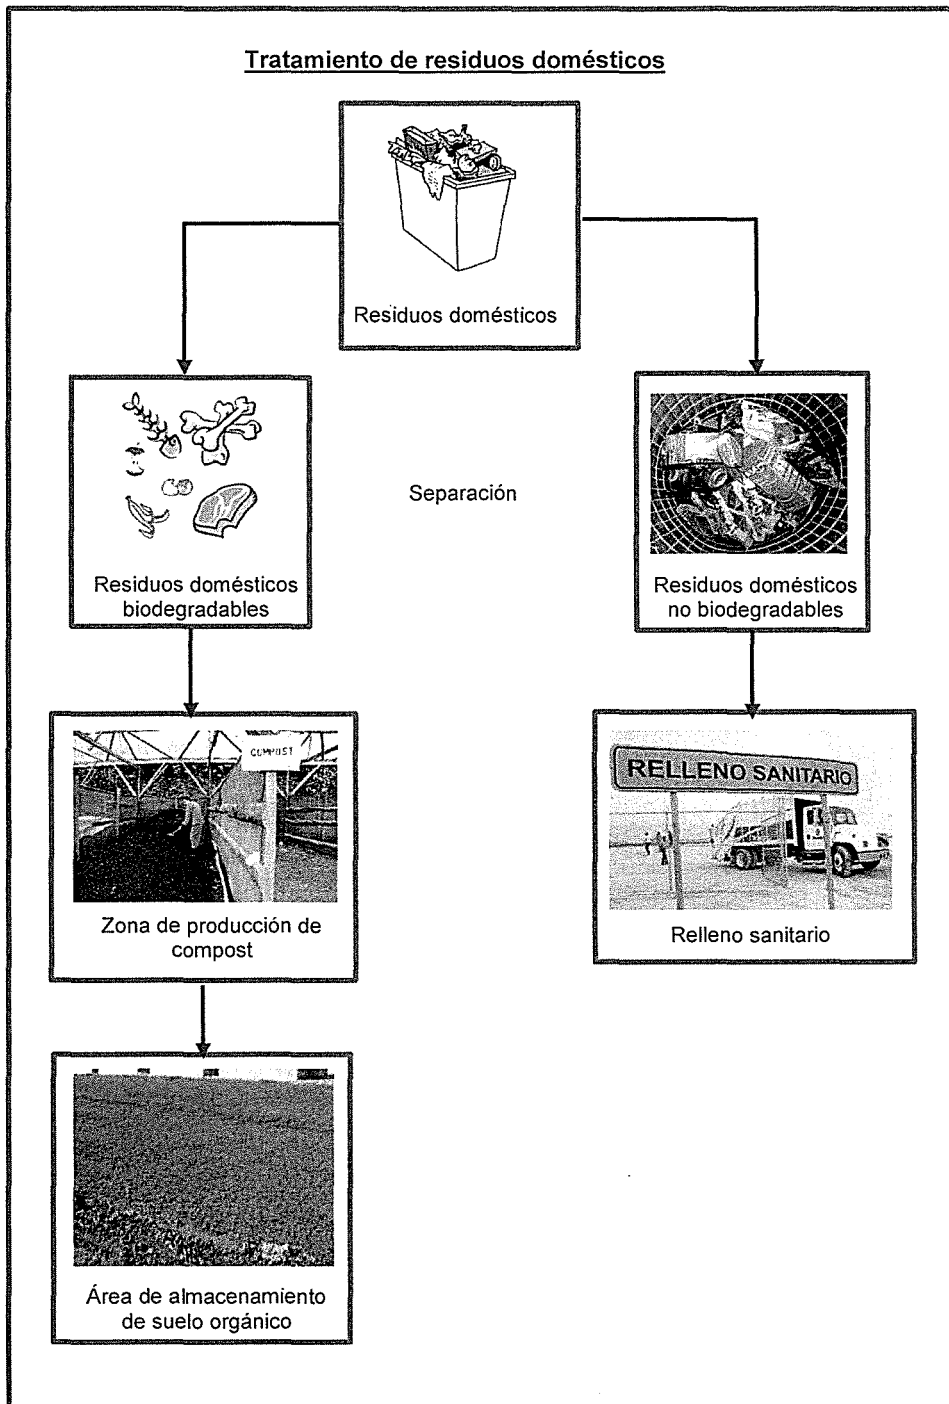 Tratamiento de residuos domésticos
Residuos domésticos
Separación
Residuos domésticos
biodegradables
Residuos domésticos
no biodegradables
COMPOST
Zona de producción de
compost
RELLENO SANITARIO
Relleno sanitario
Área de almacenamiento
de suelo orgánico